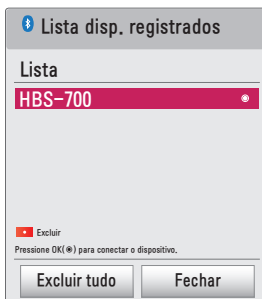 Lista disp. registrados
Lista
HBS-700
Excluir
Pressione OK(◉) para conectar o dispositivo.
Excluir tudo
Fechar